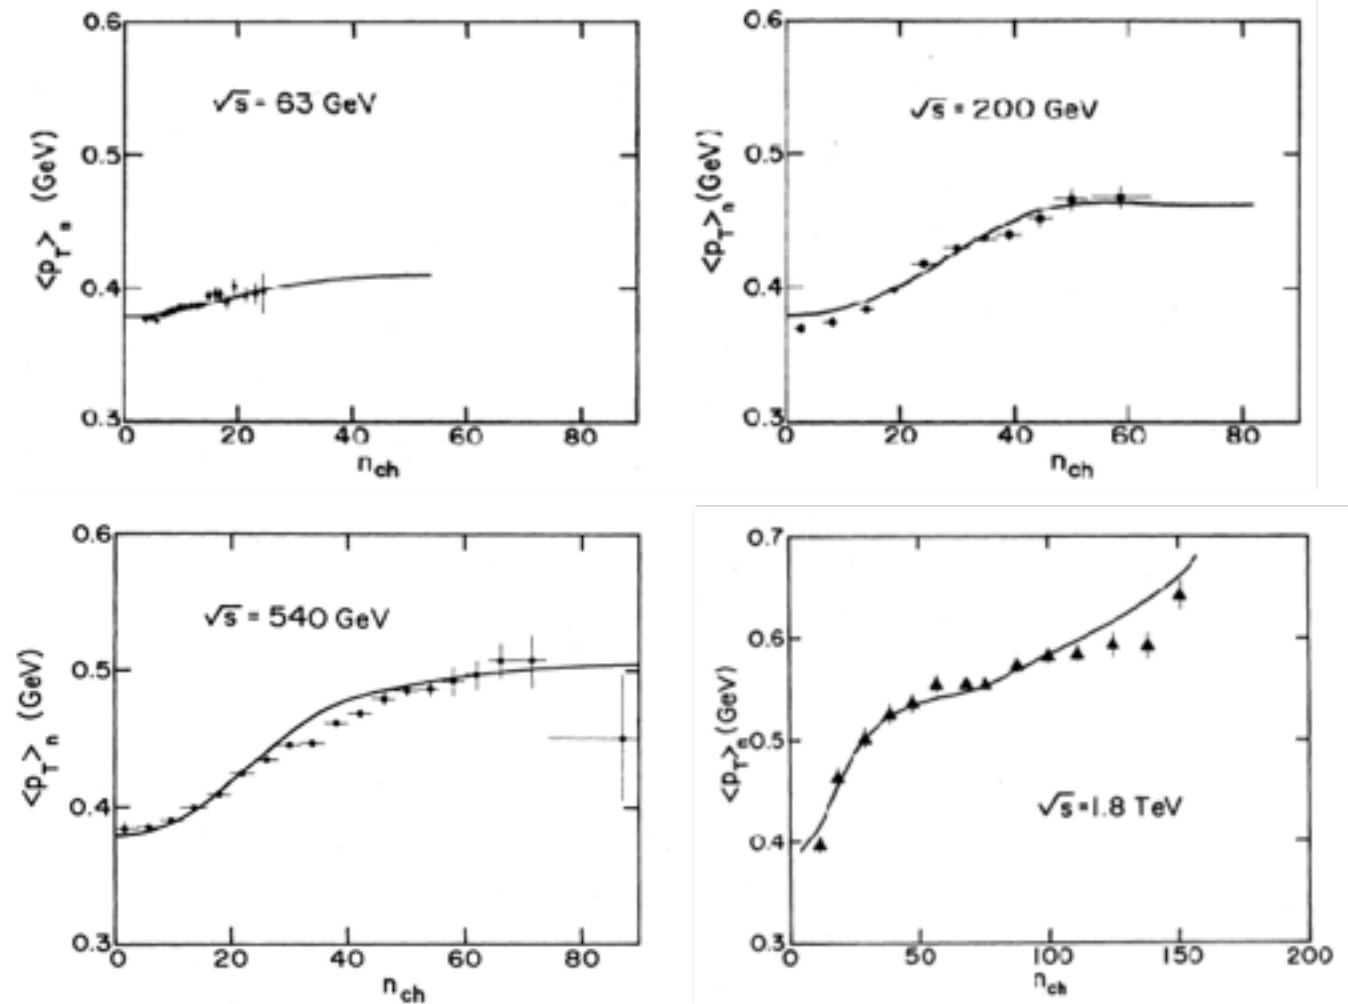 0.6
√s = 63 GeV
0.5
<p_T>_n (GeV)
0.4
0.3
0 20 40 60 80
n_ch
0.6
√s = 200 GeV
0.5
<p_T>_n (GeV)
0.4
0.3
0 20 40 60 80
n_ch
0.6
√s = 540 GeV
0.5
<p_T>_n (GeV)
0.4
0.3
0 20 40 60 80
n_ch
0.7
0.6
<p_T>_n (GeV)
0.5
√s = 1.8 TeV
0.4
0.3
0 50 100 150 200
n_ch